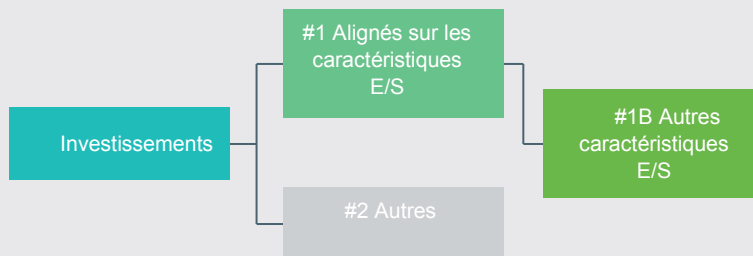 #1 Alignés sur les
caractéristiques
E/S
Investissements
#1B Autres
caractéristiques
E/S
#2 Autres